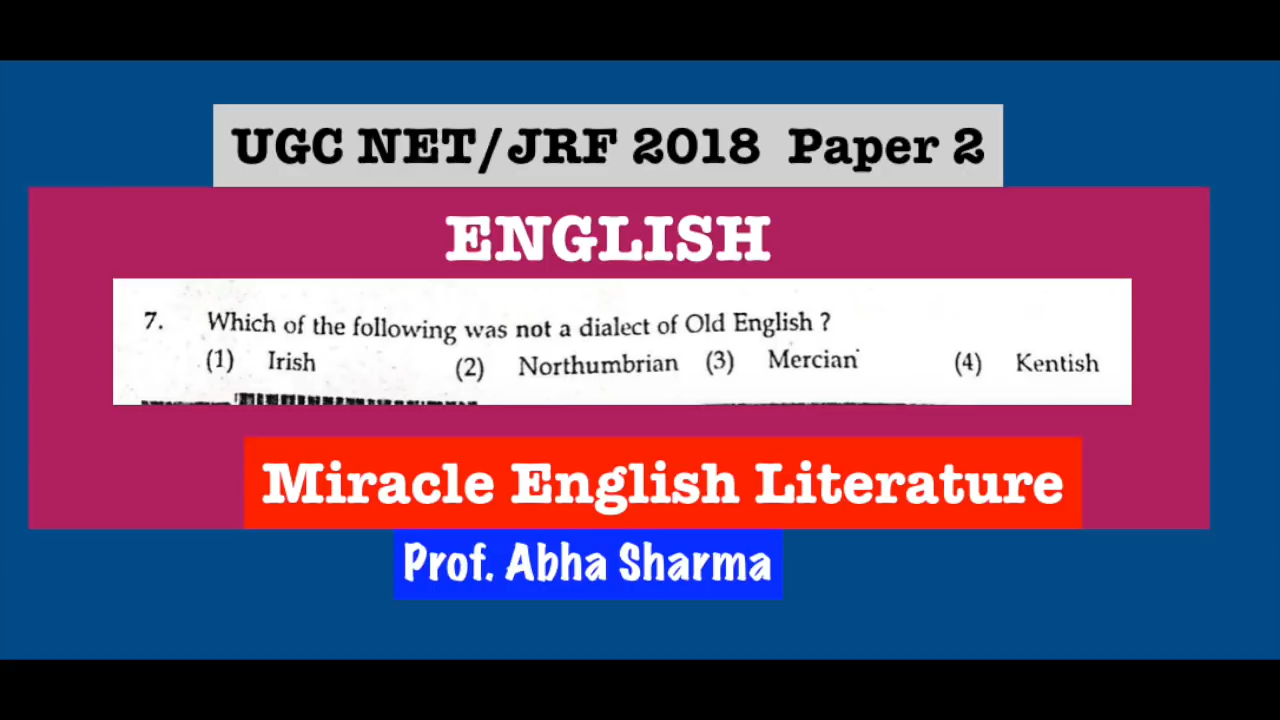 UGC NET/JRF 2018 Paper 2
ENGLISH
7. Which of the following was not a dialect of Old English ?
(1) Irish (2) Northumbrian (3) Mercian (4) Kentish
Miracle English Literature
Prof. Abha Sharma